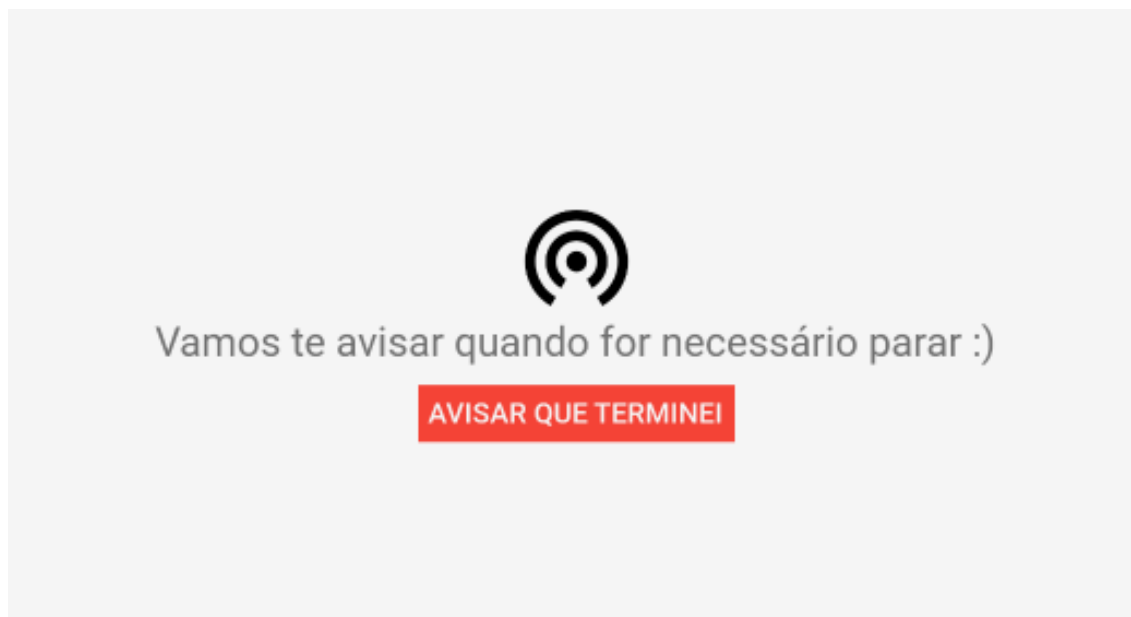 Vamos te avisar quando for necessário parar :)
AVISAR QUE TERMINEI